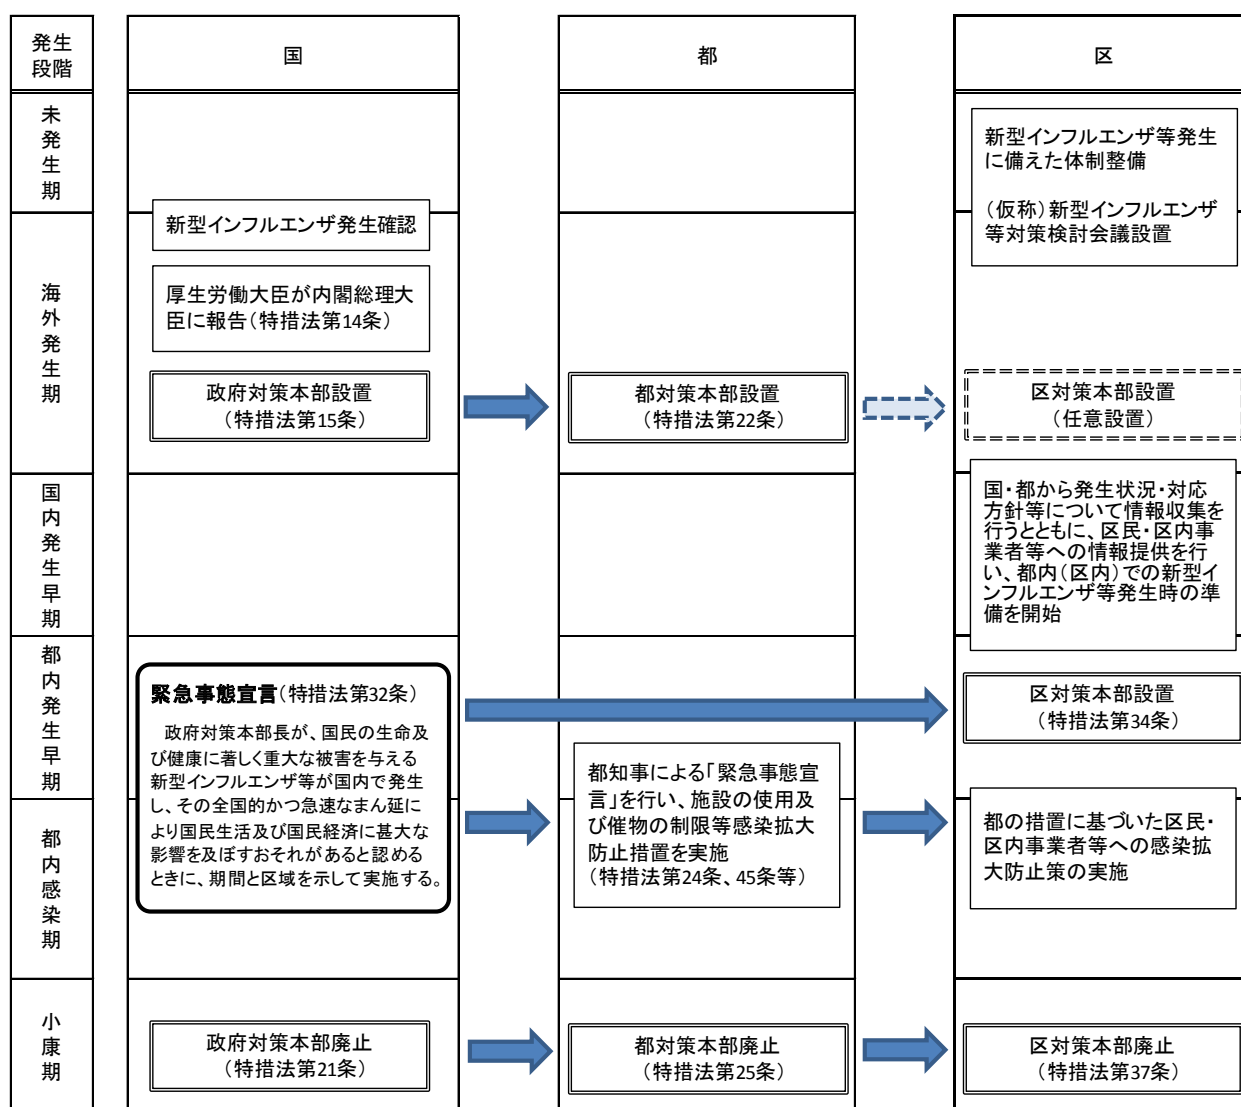 発生
段階
国
都
区
未
発
生
期
新型インフルエンザ等発生
に備えた体制整備
（仮称）新型インフルエンザ
等対策検討会議設置
海
外
発
生
期
新型インフルエンザ発生確認
厚生労働大臣が内閣総理大
臣に報告（特措法第14条）
政府対策本部設置
（特措法第15条）
都対策本部設置
（特措法第22条）
区対策本部設置
（任意設置）
国
内
発
生
早
期
国・都から発生状況・対応
方針等について情報収集を
行うとともに、区民・区内事
業者等への情報提供を行
い、都内（区内）での新型イ
ンフルエンザ等発生時の準
備を開始
都
内
発
生
早
期
緊急事態宣言（特措法第32条）
政府対策本部長が、国民の生命及
び健康に著しく重大な被害を与える
新型インフルエンザ等が国内で発生
し、その全国的かつ急速なまん延に
より国民生活及び国民経済に甚大な
影響を及ぼすおそれがあると認める
ときに、期間と区域を示して実施する。
区対策本部設置
（特措法第34条）
都
内
感
染
期
都知事による「緊急事態宣
言」を行い、施設の使用及
び催物の制限等感染拡大
防止措置を実施
（特措法第24条、45条等）
都の措置に基づいた区民・
区内事業者等への感染拡
大防止策の実施
小
康
期
政府対策本部廃止
（特措法第21条）
都対策本部廃止
（特措法第25条）
区対策本部廃止
（特措法第37条）